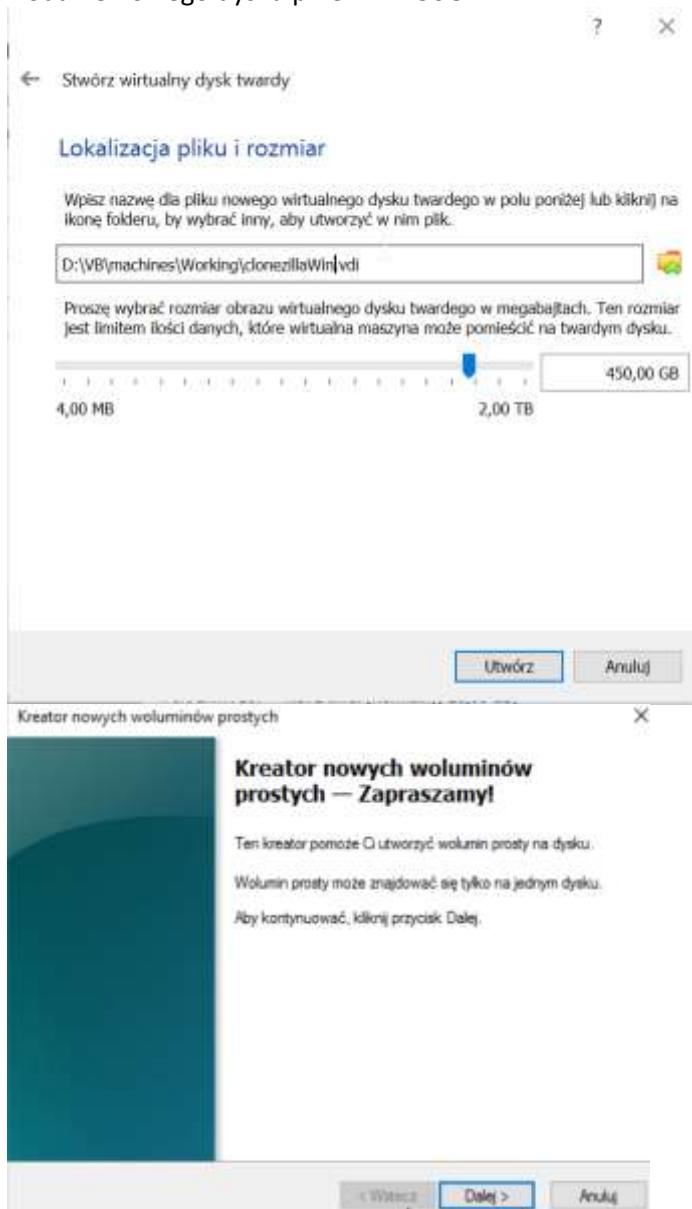 ?
Stwórz wirtualny dysk twardy
Lokalizacja pliku i rozmiar
Wpisz nazwę dla pliku nowego wirtualnego dysku twardego w polu poniżej lub kliknij na
ikonę folderu, by wybrać inny, aby utworzyć w nim plik.
D:\VB\machines\Working\clonezillaWin.vdi
Proszę wybrać rozmiar obrazu wirtualnego dysku twardego w megabajtach. Ten rozmiar
jest limitem ilości danych, które wirtualna maszyna może pomieścić na twardym dysku.
450,00 GB
4,00 MB 2,00 TB
Utwórz Anuluj
Kreator nowych woluminów prostych
Kreator nowych woluminów
prostych — Zapraszamy!
Ten kreator pomoże Ci utworzyć wolumin prosty na dysku.
Wolumin prosty może znajdować się tylko na jednym dysku.
Aby kontynuować, kliknij przycisk Dalej.
< Wstecz Dalej > Anuluj